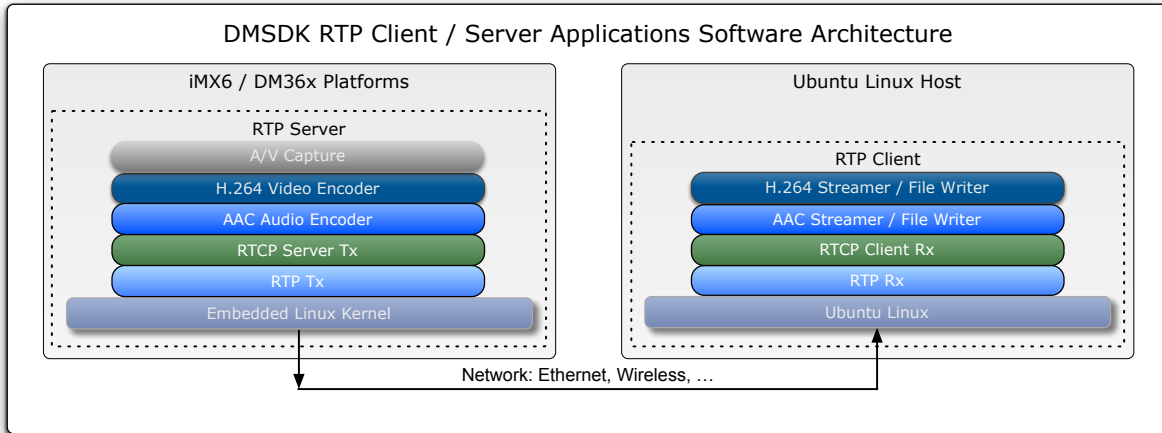 DMSDK RTP Client / Server Applications Software Architecture
iMX6 / DM36x Platforms
RTP Server
A/V Capture
H.264 Video Encoder
AAC Audio Encoder
RTCP Server Tx
RTP Tx
Embedded Linux Kernel
Ubuntu Linux Host
RTP Client
H.264 Streamer / File Writer
AAC Streamer / File Writer
RTCP Client Rx
RTP Rx
Ubuntu Linux
Network: Ethernet, Wireless, …